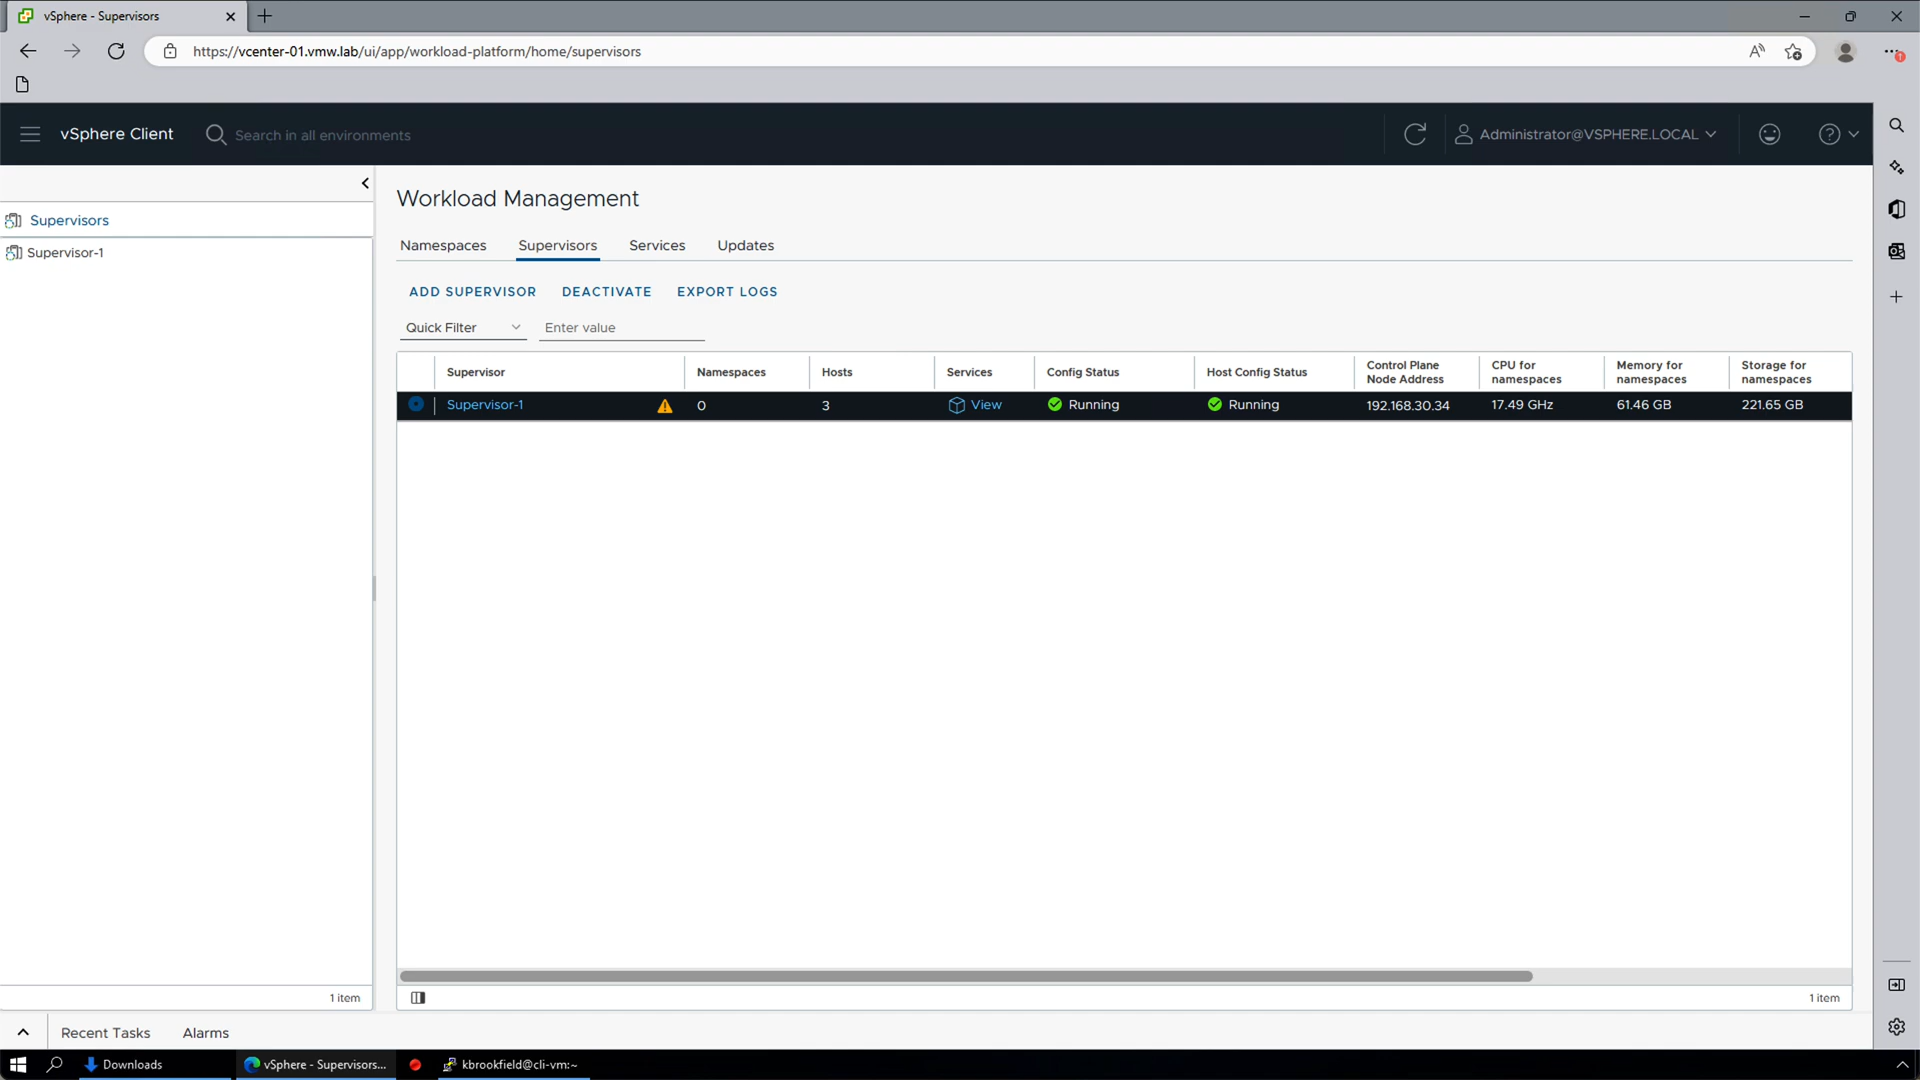 vSphere - Supervisors
https://vcenter-01.vmw.lab/ui/app/workload-platform/home/supervisors
vSphere Client
Search in all environments
Administrator@VSPHERE.LOCAL
Supervisors
Supervisor-1
1 item
Workload Management
Namespaces Supervisors Services Updates
ADD SUPERVISOR DEACTIVATE EXPORT LOGS
Quick Filter Enter value
Supervisor Namespaces Hosts Services Config Status Host Config Status Control Plane Node Address CPU for namespaces Memory for namespaces Storage for namespaces
Supervisor-1 0 3 View Running Running 192.168.30.34 17.49 GHz 61.46 GB 221.65 GB
1 item
Recent Tasks Alarms
Downloads vSphere - Supervisors... kbrookfield@cli-vm:~